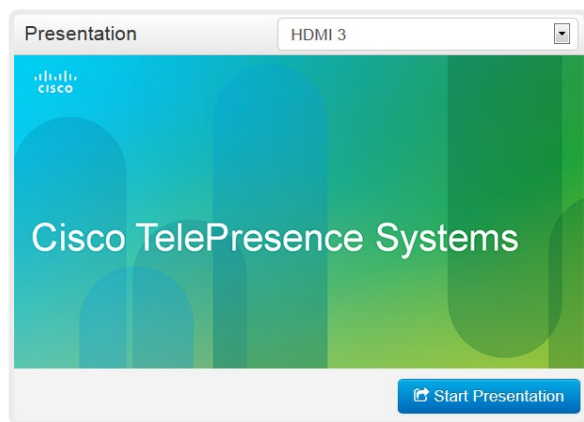 Presentation HDMI 3
CISCO
Cisco TelePresence Systems
Start Presentation